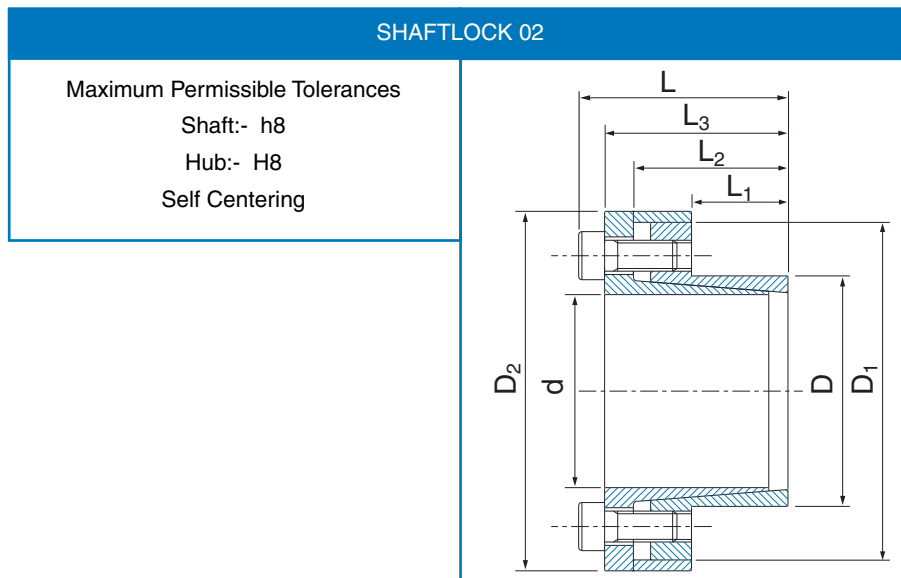 SHAFTLOCK 02
Maximum Permissible Tolerances
Shaft:- h8
Hub:- H8
Self Centering
L
L₃
L₂
L₁
D₂
d
D
D₁